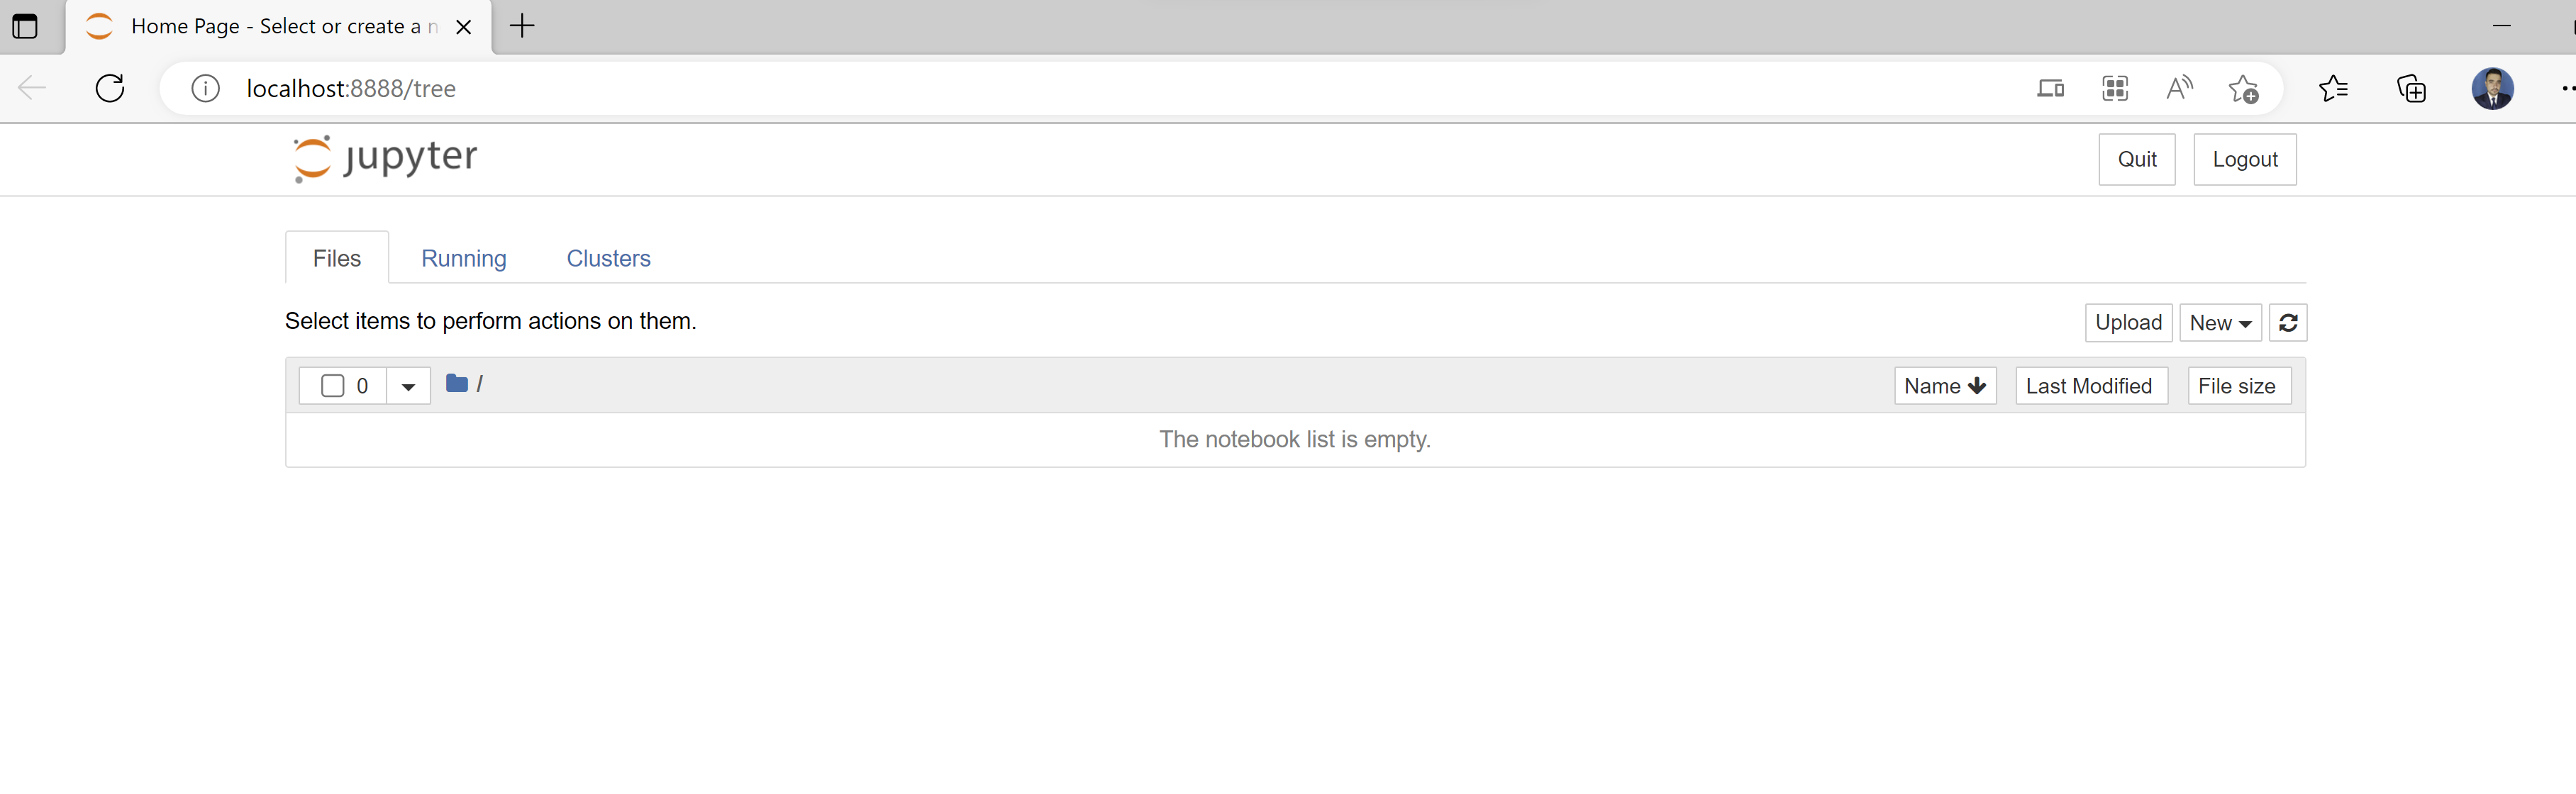 Home Page - Select or create a n
localhost:8888/tree
jupyter
Quit Logout
Files Running Clusters
Select items to perform actions on them.
Upload New
0 /
Name Last Modified File size
The notebook list is empty.